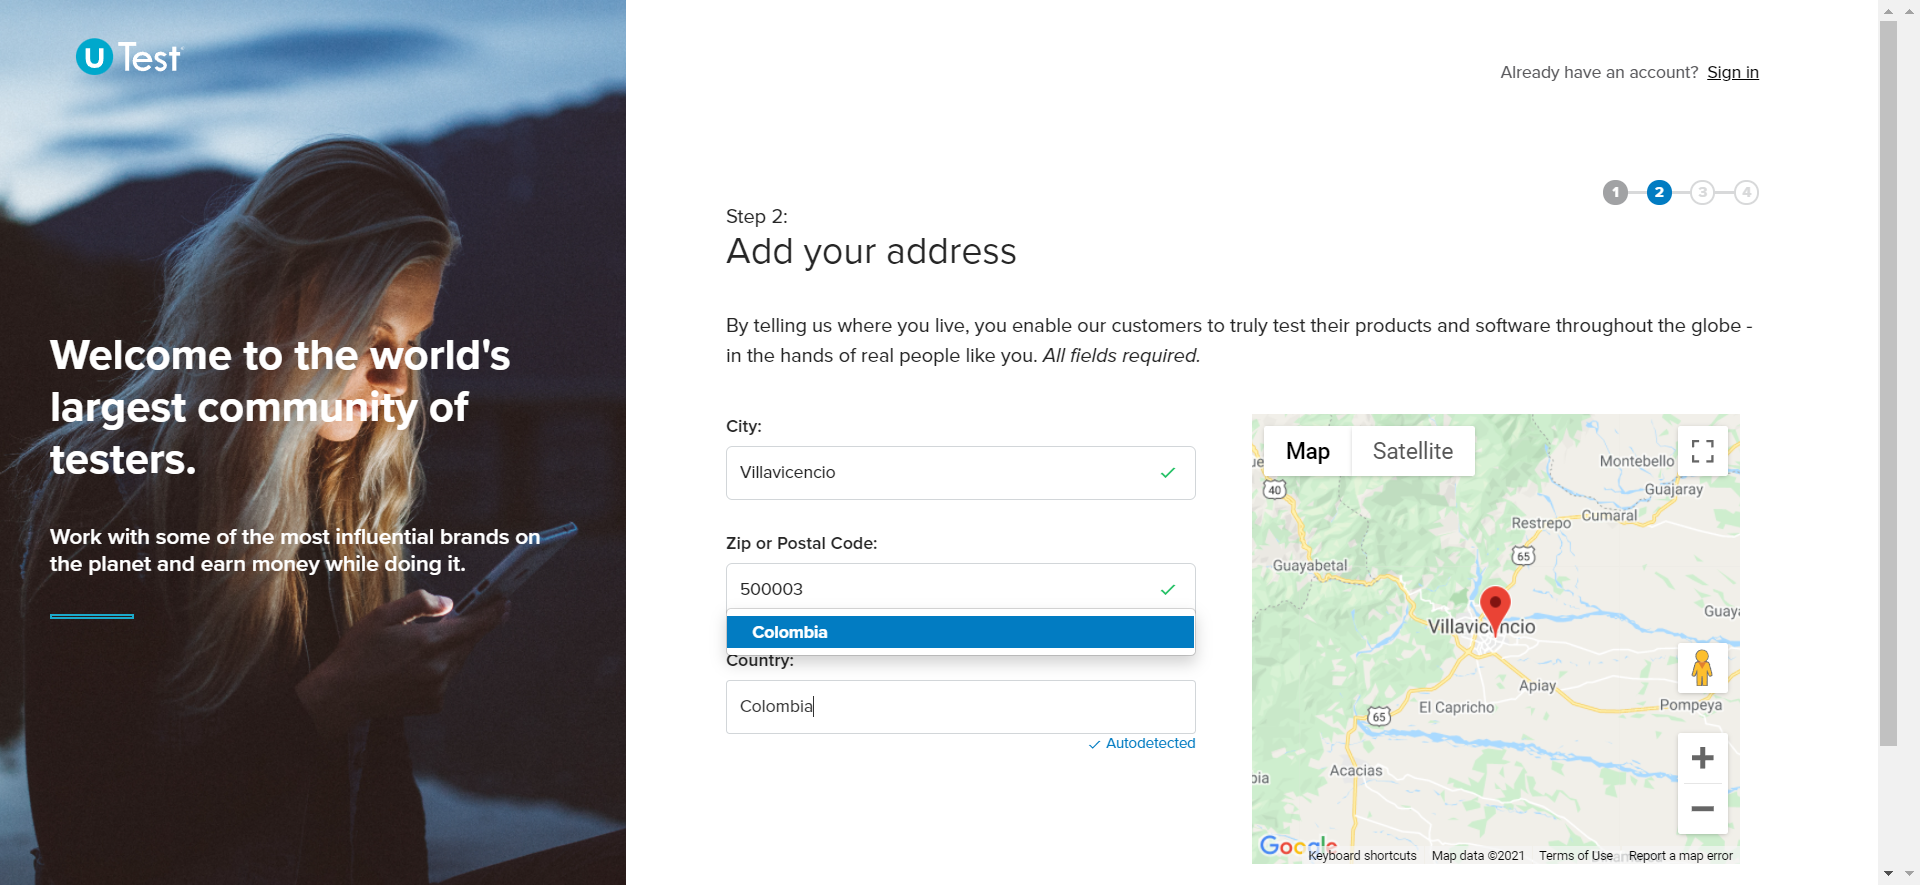 U Test
Already have an account? Sign in
1 2 3 4
Step 2:
Add your address
By telling us where you live, you enable our customers to truly test their products and software throughout the globe -
in the hands of real people like you. All fields required.
Welcome to the world's
largest community of
testers.
Work with some of the most influential brands on
the planet and earn money while doing it.
City:
Villavicencio
Zip or Postal Code:
500003
Colombia
Country:
Colombia
Autodetected
Map Satellite
Montebello
40
Guajaray
Cumaral
Restrepo
65
Guayabetal
Guaya
Villavicencio
Apiay
El Capricho
Pompeya
65
Acacias
bia
Google
Keyboard shortcuts Map data ©2021 Terms of Use Report a map error